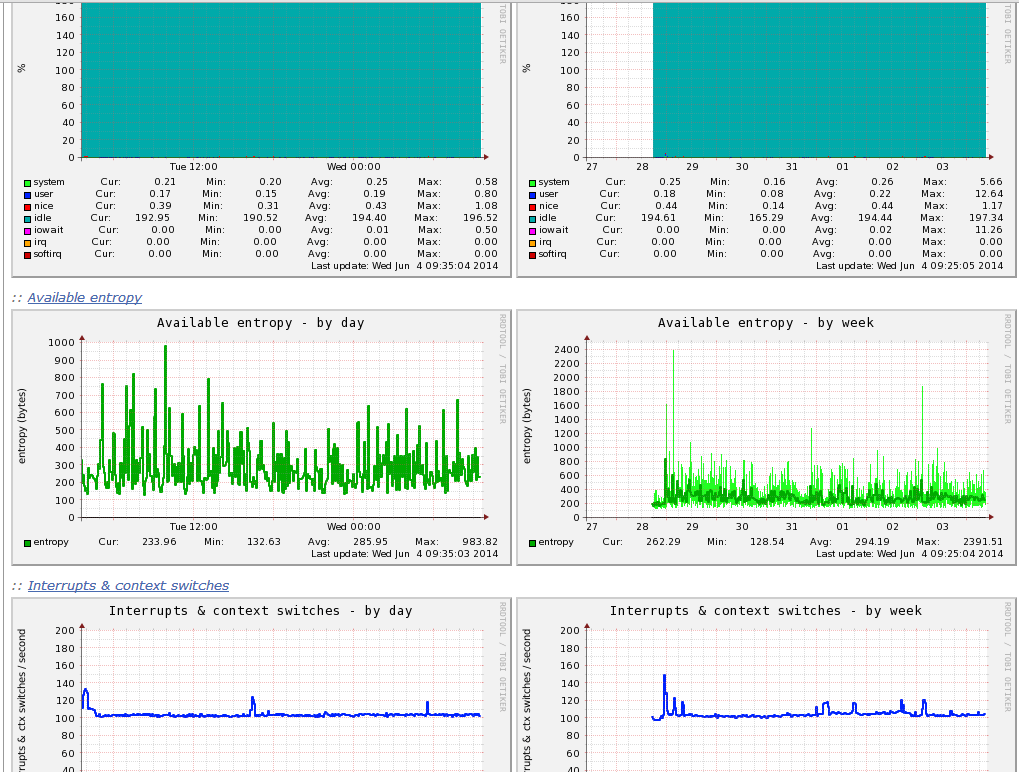 180 180
160 160
140 140
120 120
100 100
80 80
60 60
40 40
20 20
0 0
% %
TOBI OETIKER TOBI OETIKER
Tue 12:00 Wed 00:00
27 28 29 30 31 01 02 03
system Cur: 0.21 Min: 0.20 Avg: 0.25 Max: 0.58
user Cur: 0.17 Min: 0.15 Avg: 0.19 Max: 0.80
nice Cur: 0.39 Min: 0.31 Avg: 0.43 Max: 1.08
idle Cur: 192.95 Min: 190.52 Avg: 194.40 Max: 196.52
iowait Cur: 0.00 Min: 0.00 Avg: 0.01 Max: 0.50
irq Cur: 0.00 Min: 0.00 Avg: 0.00 Max: 0.00
softirq Cur: 0.00 Min: 0.00 Avg: 0.00 Max: 0.00
Last update: Wed Jun 4 09:35:04 2014
system Cur: 0.25 Min: 0.16 Avg: 0.26 Max: 5.66
user Cur: 0.18 Min: 0.08 Avg: 0.22 Max: 12.64
nice Cur: 0.44 Min: 0.14 Avg: 0.44 Max: 1.17
idle Cur: 194.61 Min: 165.29 Avg: 194.44 Max: 197.34
iowait Cur: 0.00 Min: 0.00 Avg: 0.02 Max: 11.26
irq Cur: 0.00 Min: 0.00 Avg: 0.00 Max: 0.00
softirq Cur: 0.00 Min: 0.00 Avg: 0.00 Max: 0.00
Last update: Wed Jun 4 09:25:05 2014
:: Available entropy
Available entropy - by day
RRDTOOL / TOBI OETIKER
entropy (bytes)
1000
900
800
700
600
500
400
300
200
100
0
Tue 12:00 Wed 00:00
entropy Cur: 233.96 Min: 132.63 Avg: 285.95 Max: 983.82
Last update: Wed Jun 4 09:35:03 2014
Available entropy - by week
RRDTOOL / TOBI OETIKER
entropy (bytes)
2400
2200
2000
1800
1600
1400
1200
1000
800
600
400
200
0
27 28 29 30 31 01 02 03
entropy Cur: 262.29 Min: 128.54 Avg: 294.19 Max: 2391.51
Last update: Wed Jun 4 09:25:04 2014
:: Interrupts & context switches
Interrupts & context switches - by day
RRDTOOL / TOBI OETIKER
rupts & ctx switches / second
200
180
160
140
120
100
80
60
40
Interrupts & context switches - by week
RRDTOOL / TOBI OETIKER
rupts & ctx switches / second
200
180
160
140
120
100
80
60
40